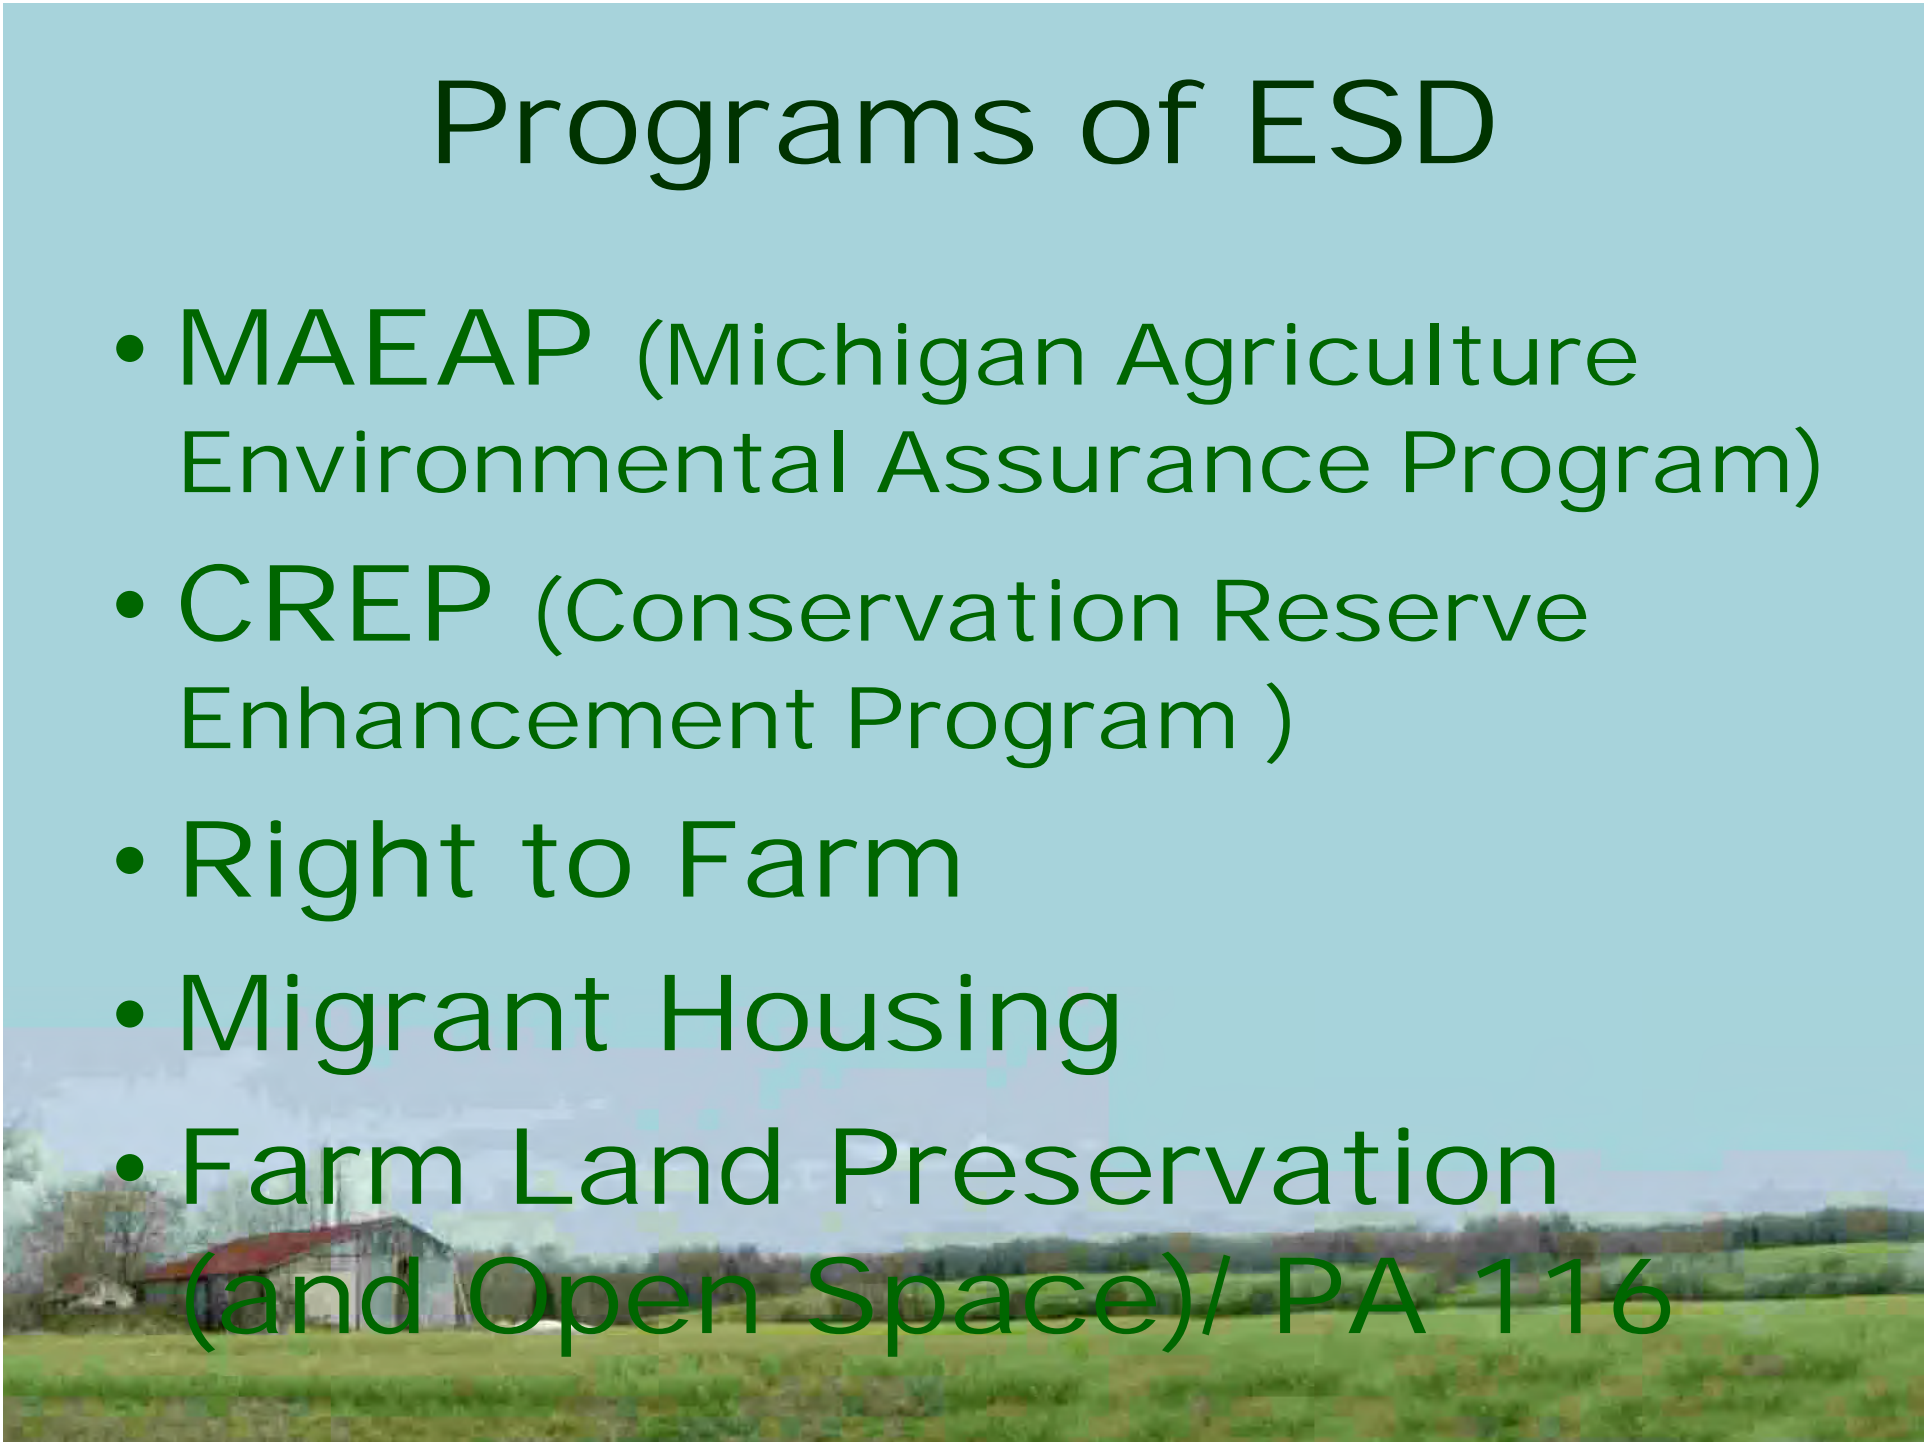 Programs of ESD
• MAEAP (Michigan Agriculture
Environmental Assurance Program)
• CREP (Conservation Reserve
Enhancement Program )
• Right to Farm
• Migrant Housing
• Farm Land Preservation
(and Open Space)/ PA 116